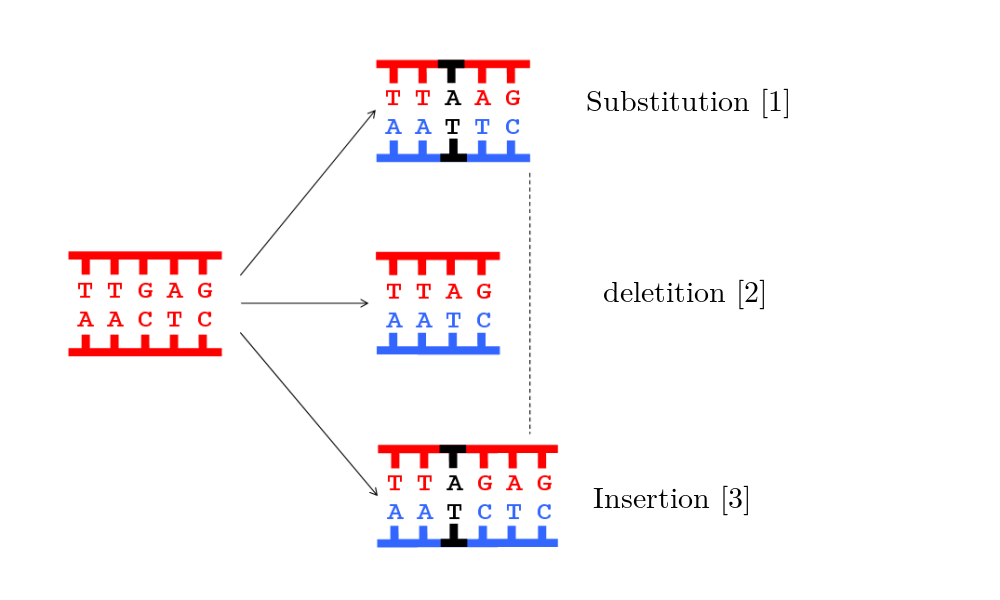 T T A A G
A A T T C
Substitution [1]
T T G A G
A A C T C
T T A G
A A T C
deletition [2]
T T A G A G
A A T C T C
Insertion [3]